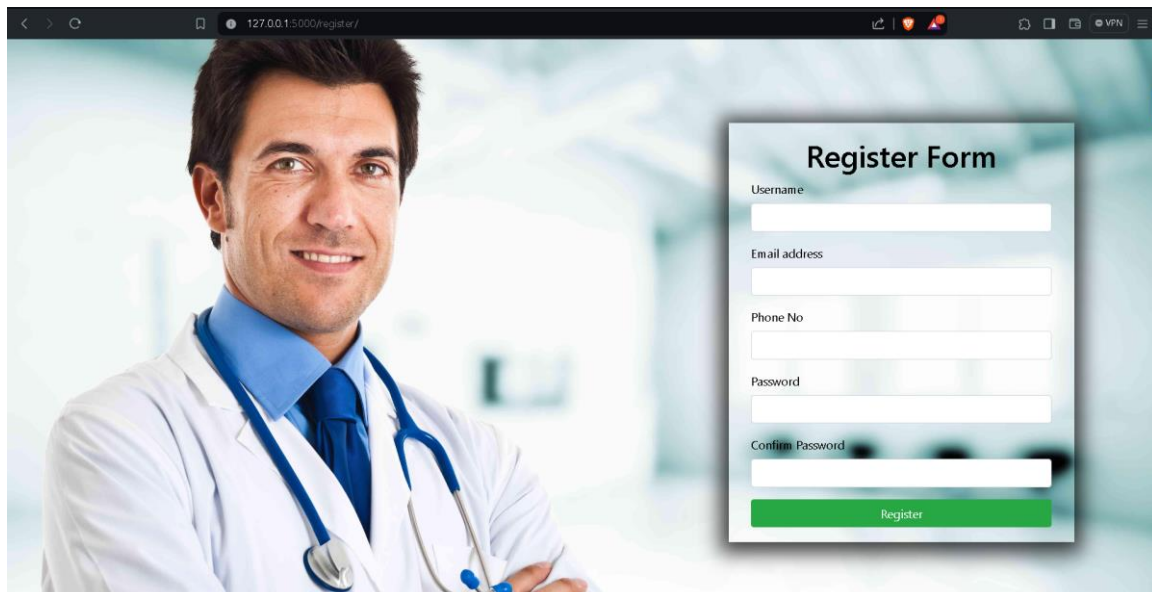 127.0.0.1:5000/register/
VPN
Register Form
Username
Email address
Phone No
Password
Confirm Password
Register